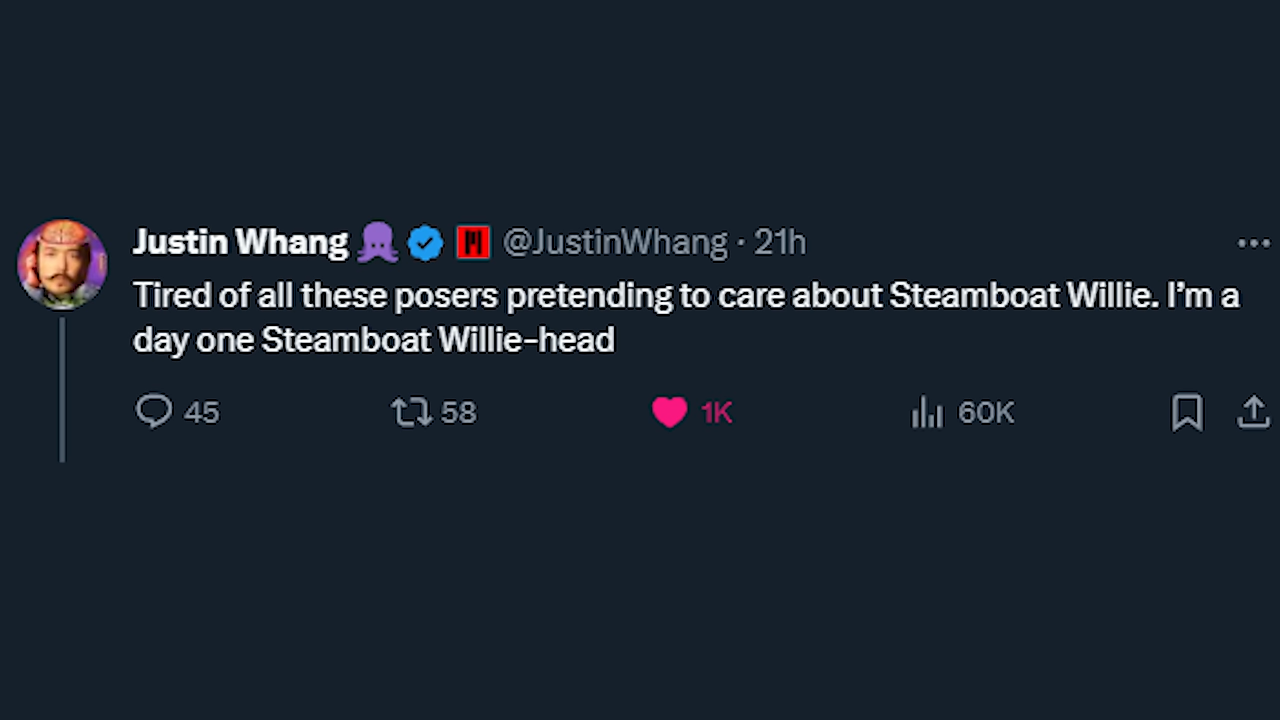 Justin Whang @JustinWhang · 21h
Tired of all these posers pretending to care about Steamboat Willie. I’m a
day one Steamboat Willie-head
45 58 1K 60K